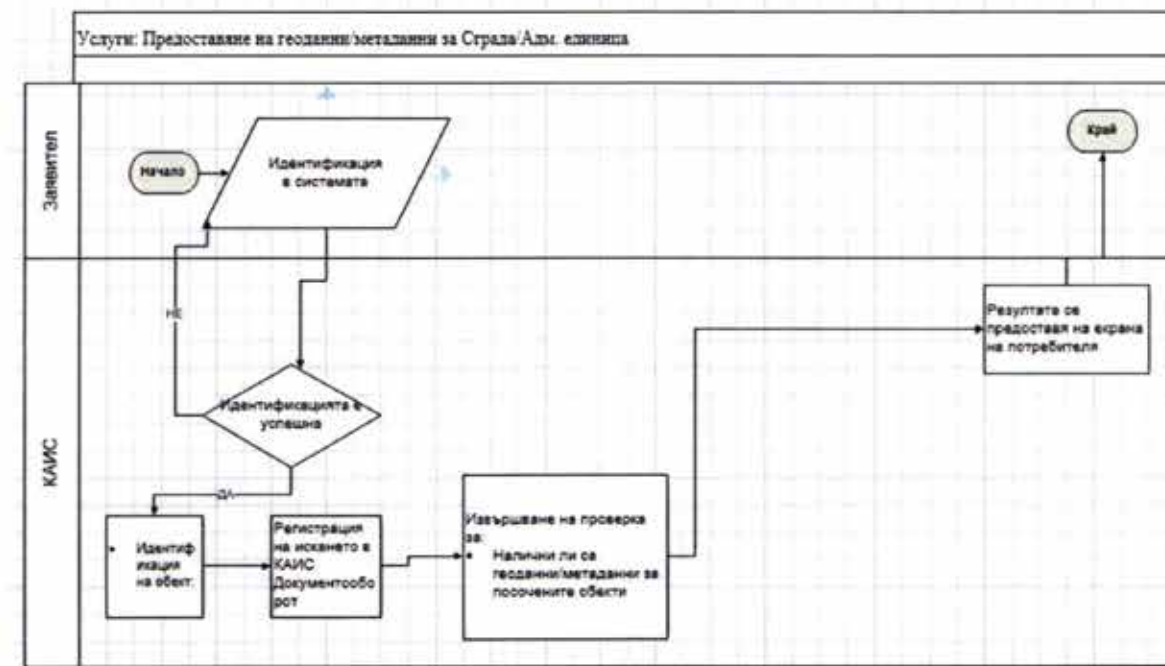 Услуги: Предоставяне на геоданни/метаданни за Сграда/Адм. единица
Заявител
Начало
Идентификация
в системата
Край
КАИС
НЕ
Идентификацията е
успешна
ДА
• Идентиф
икация
на обект:
Регистрация
на искането в
КАИС
Документообо
рот
Извършване на проверка
за:
• Налични ли са
геоданни/метаданни за
посочените обекти
Резултата се
предоставя на екрана
на потребителя